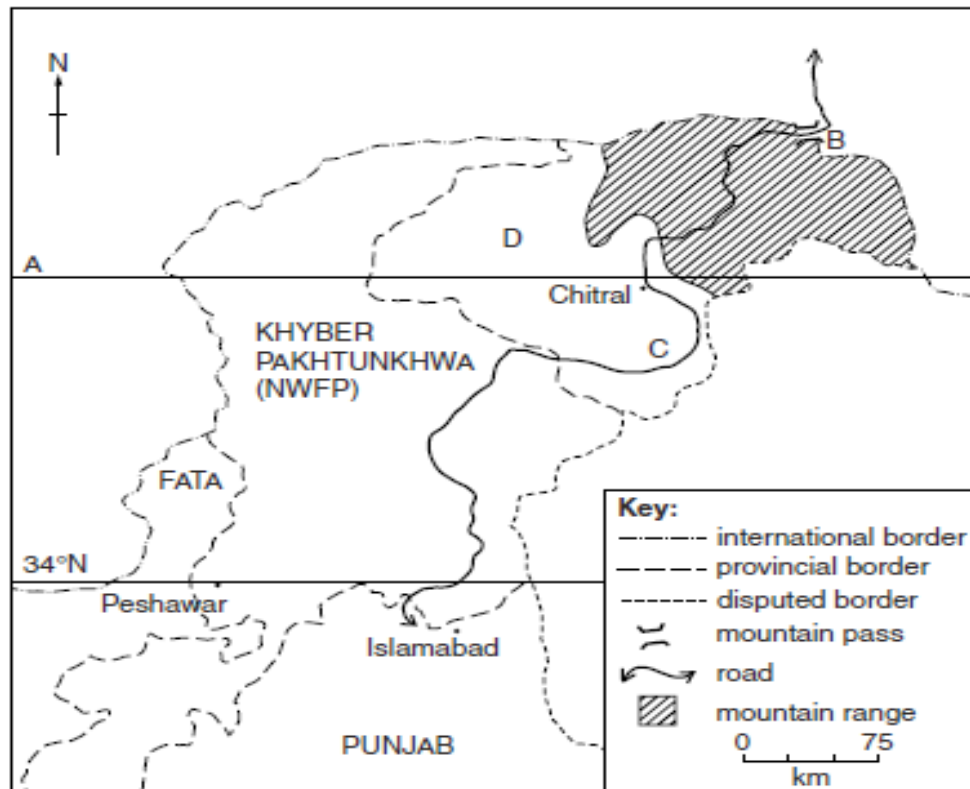 N
B
D
A
Chitral
KHYBER
PAKHTUNKHWA
(NWFP)
C
FATA
34°N
Peshawar
Islamabad
PUNJAB
Key:
international border
provincial border
disputed border
mountain pass
road
mountain range
0 75
km